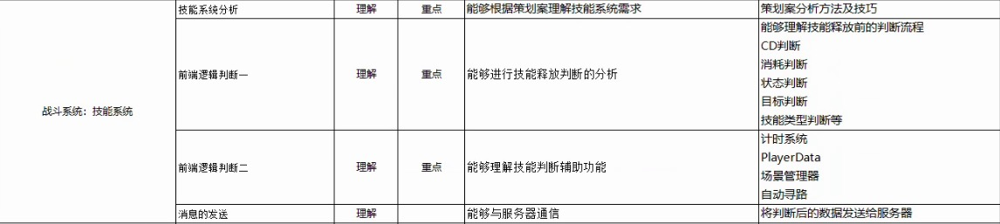 技能系统分析 理解 重点 能够根据策划案理解技能系统需求 策划案分析方法及技巧
战斗系统：技能系统
前端逻辑判断一 理解 重点 能够进行技能释放判断的分析
能够理解技能释放前的判断流程
CD判断
消耗判断
状态判断
目标判断
技能类型判断等
前端逻辑判断二 理解 重点 能够理解技能判断辅助功能
计时系统
PlayerData
场景管理器
自动寻路
消息的发送 理解 能够与服务器通信 将判断后的数据发送给服务器